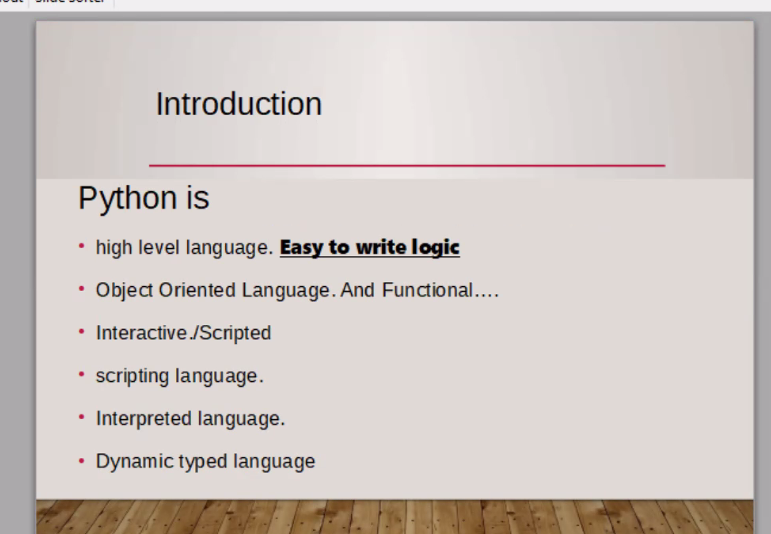 slide sorter
Introduction
Python is
• high level language. Easy to write logic
• Object Oriented Language. And Functional….
• Interactive./Scripted
• scripting language.
• Interpreted language.
• Dynamic typed language